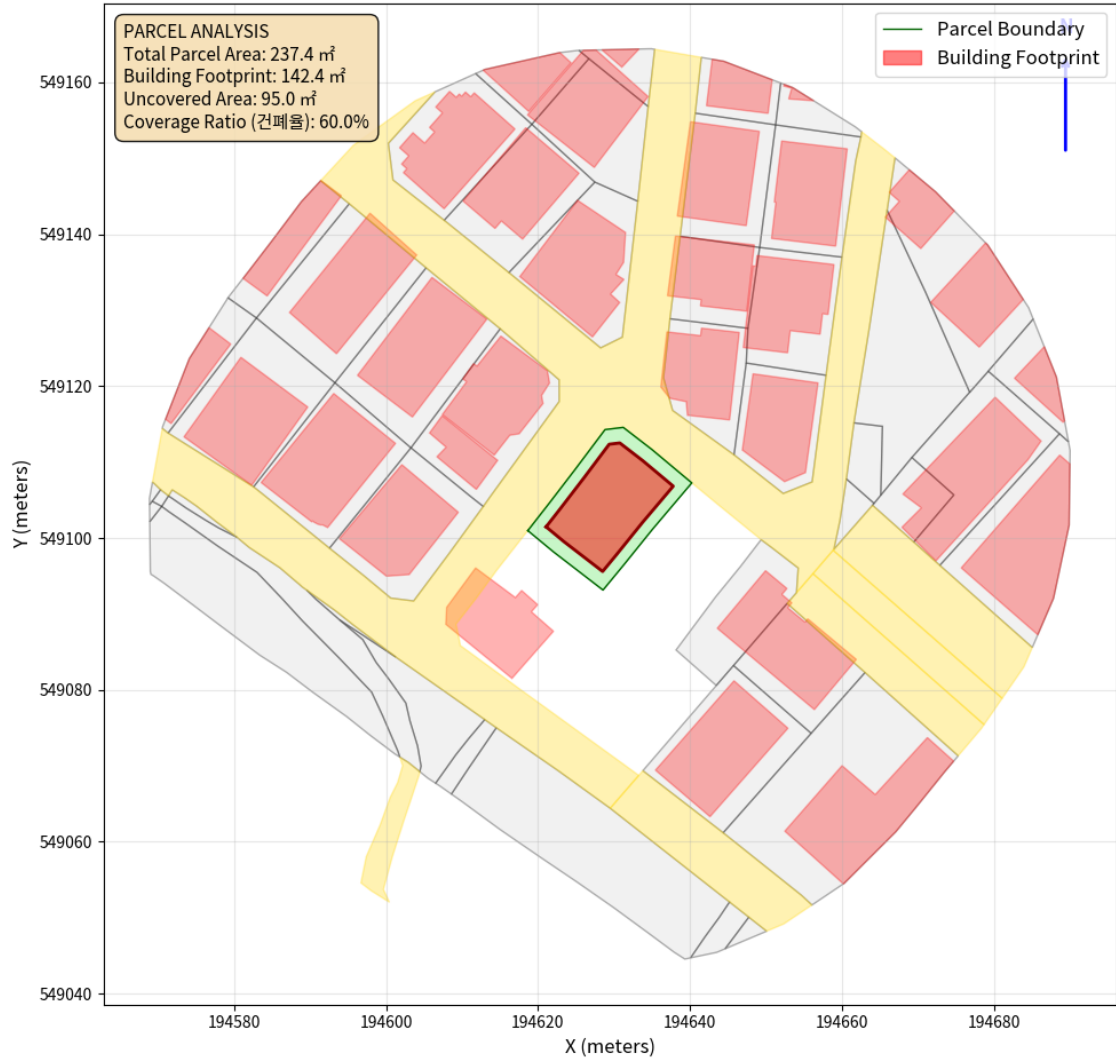 PARCEL ANALYSIS
Total Parcel Area: 237.4 ㎡
Building Footprint: 142.4 ㎡
Uncovered Area: 95.0 ㎡
Coverage Ratio (건폐율): 60.0%
Parcel Boundary
Building Footprint
N
549160
549140
549120
549100
549080
549060
549040
Y (meters)
194580
194600
194620
194640
194660
194680
X (meters)